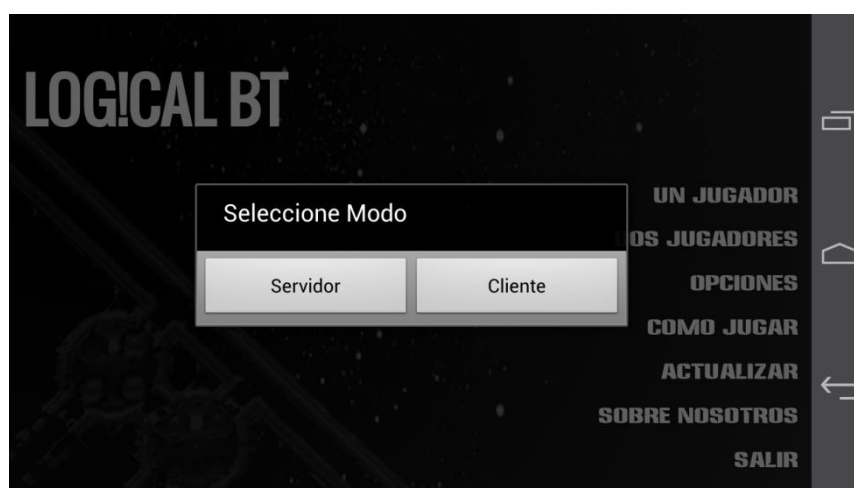 LOG!CAL BT
UN JUGADOR
Seleccione Modo
OS JUGADORES
Servidor
Cliente
OPCIONES
COMO JUGAR
ACTUALIZAR
SOBRE NOSOTROS
SALIR